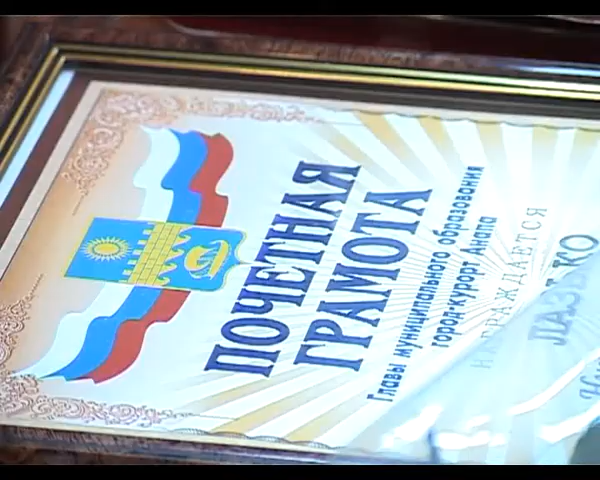 ПОЧЕТНАЯ
ГРАМОТА
Главы муниципального образования
город-курорт Анапа
НАГРАЖДАЕТСЯ